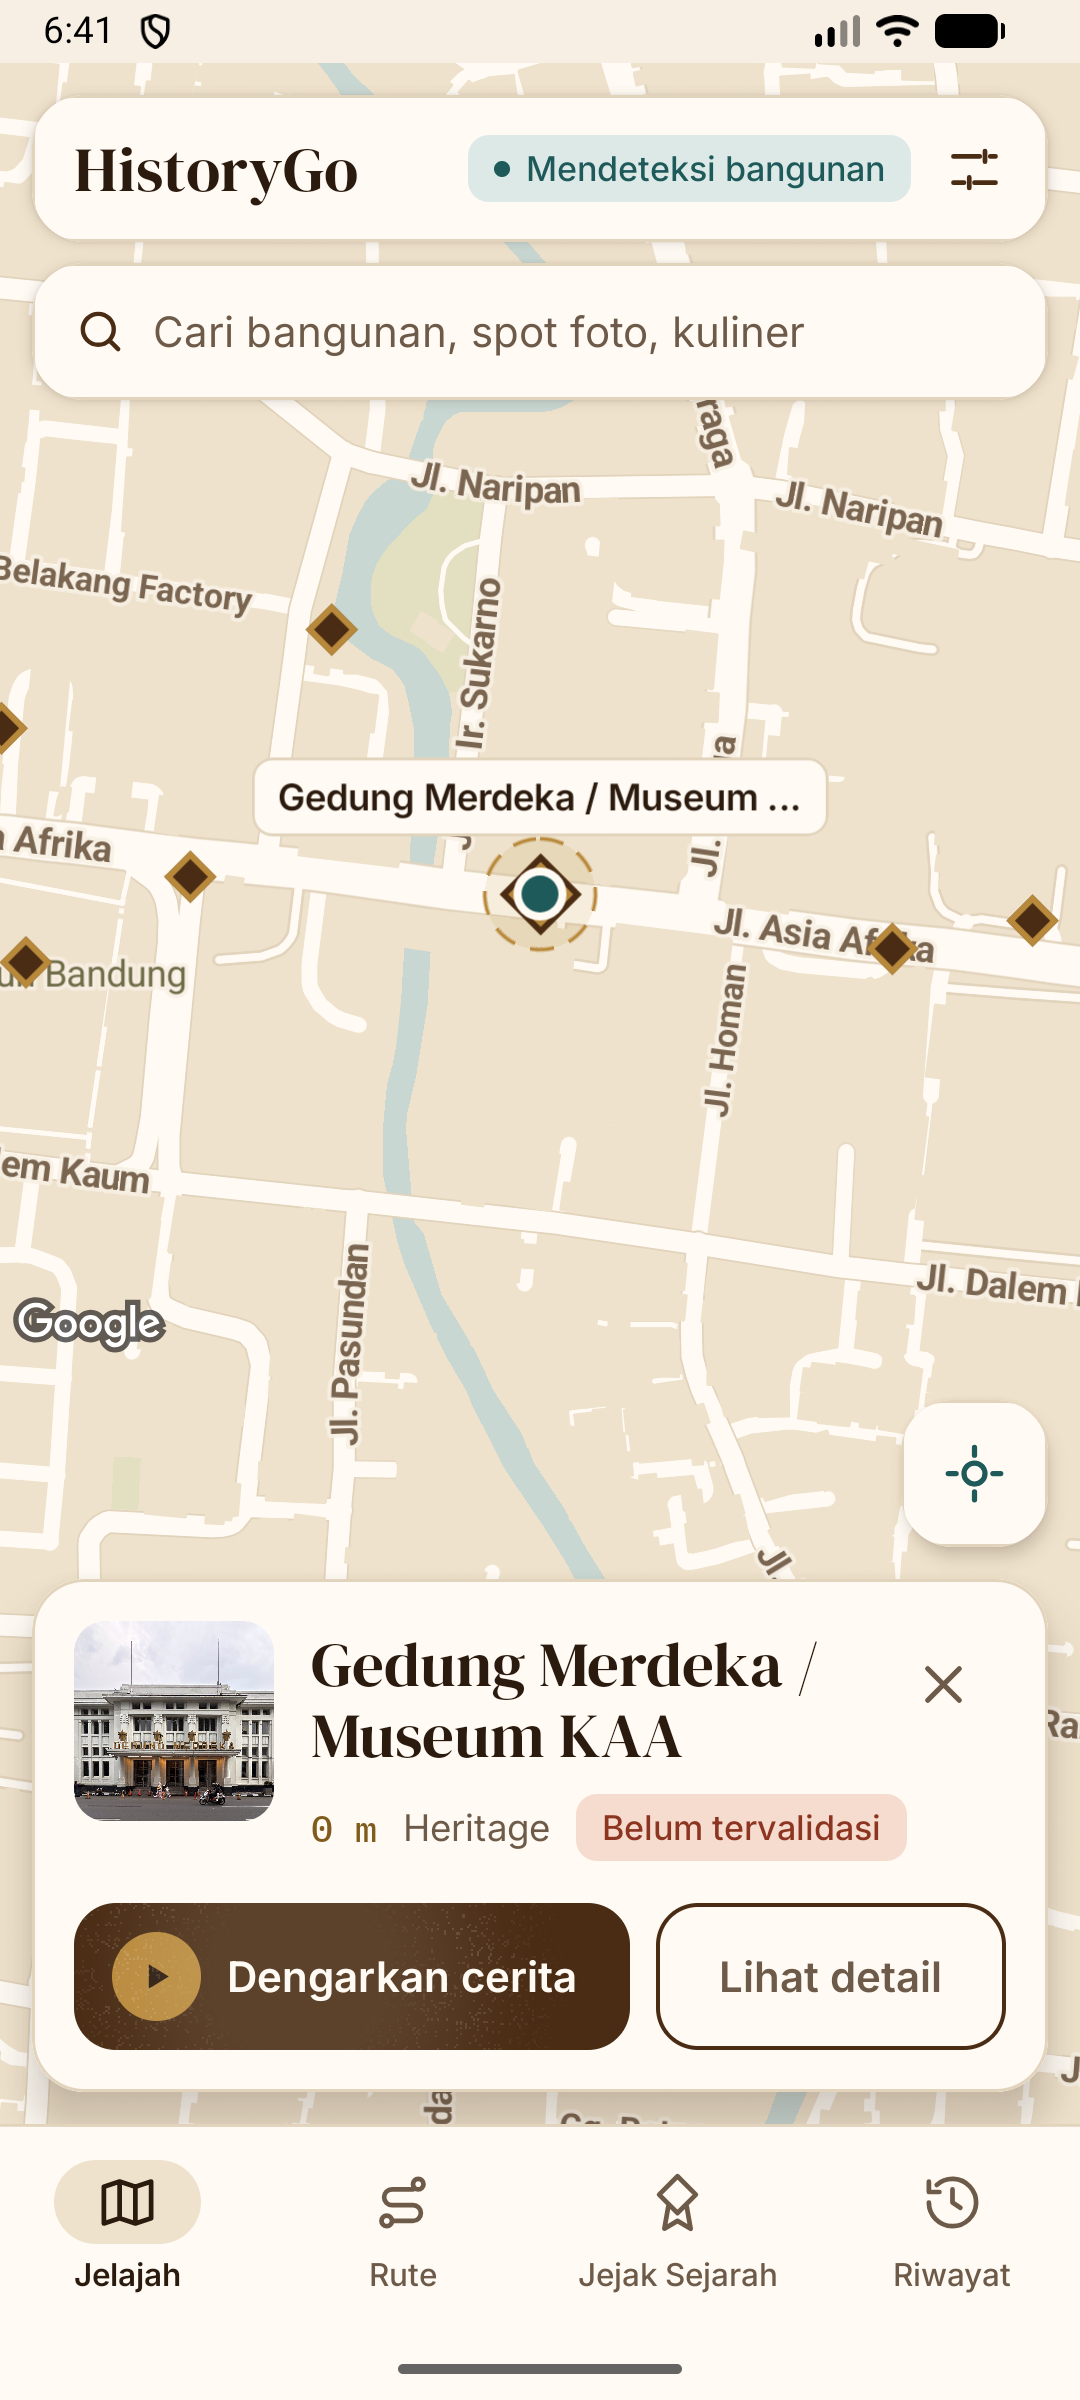 6:41
HistoryGo
Mendeteksi bangunan
Cari bangunan, spot foto, kuliner
raga
Jl. Naripan
Jl. Naripan
Belakang Factory
Ir. Sukarno
Gedung Merdeka / Museum ...
Afrika
Jl.
Jl. Asia
Bandung
Jl. Homan
em Kaum
Jl. Dalem
Google
Jl. Pasundan
Jl.
Gedung Merdeka /
Museum KAA
0 m Heritage Belum tervalidasi
Dengarkan cerita
Lihat detail
Jelajah
Rute
Jejak Sejarah
Riwayat